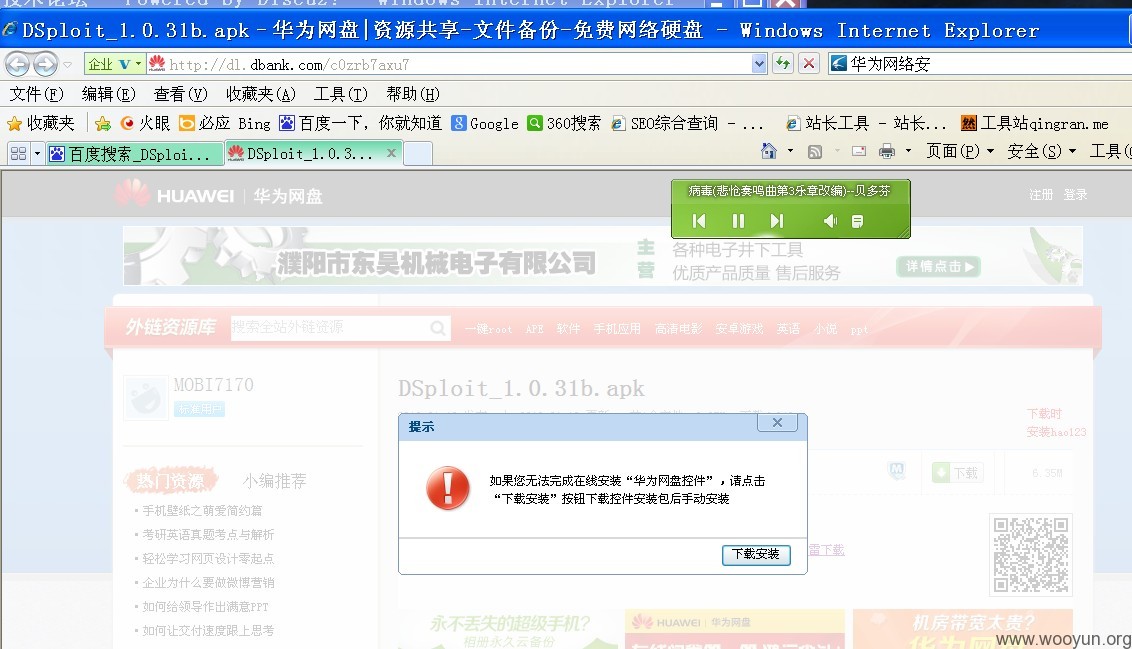 技术论坛 - Powered by Discuz! - Windows Internet Explorer
DSploit_1.0.31b.apk - 华为网盘|资源共享-文件备份-免费网络硬盘 - Windows Internet Explorer
企业 http://dl.dbank.com/c0zrb7axu7 华为网络安
文件(F) 编辑(E) 查看(V) 收藏夹(A) 工具(T) 帮助(H)
收藏夹 火眼 必应 Bing 百度一下，你就知道 Google 360搜索 SEO综合查询 - ... 站长工具 - 站长... 工具站qingran.me
百度搜索_DSploi... DSploit_1.0.3... 页面(P) 安全(S) 工具(
HUAWEI | 华为网盘 注册 登录
病毒(悲怆奏鸣曲第3乐章改编)--贝多芬
濮阳市东昊机械电子有限公司
主营
各种电子井下工具
优质产品质量 售后服务
详情点击
外链资源库 搜索全站外链资源 一键root APK 软件 手机应用 高清电影 安卓游戏 英语 小说 ppt
MOBI7170
标准用户
DSploit_1.0.31b.apk
下载时
安装hao123
提示
如果您无法完成在线安装“华为网盘控件”，请点击
“下载安装”按钮下载控件安装包后手动安装
下载安装
下载 6.35M
雷下载
热门资源 小编推荐
手机壁纸之萌爱简约篇
考研英语真题考点与解析
轻松学习网页设计零起点
企业为什么要做微博营销
如何给领导作出满意PPT
如何让交付速度跟上思考
永不丢失的超级手机?
相册永久云备份
HUAWEI | 华为网盘
机房带宽太贵?
www.wooyun.org